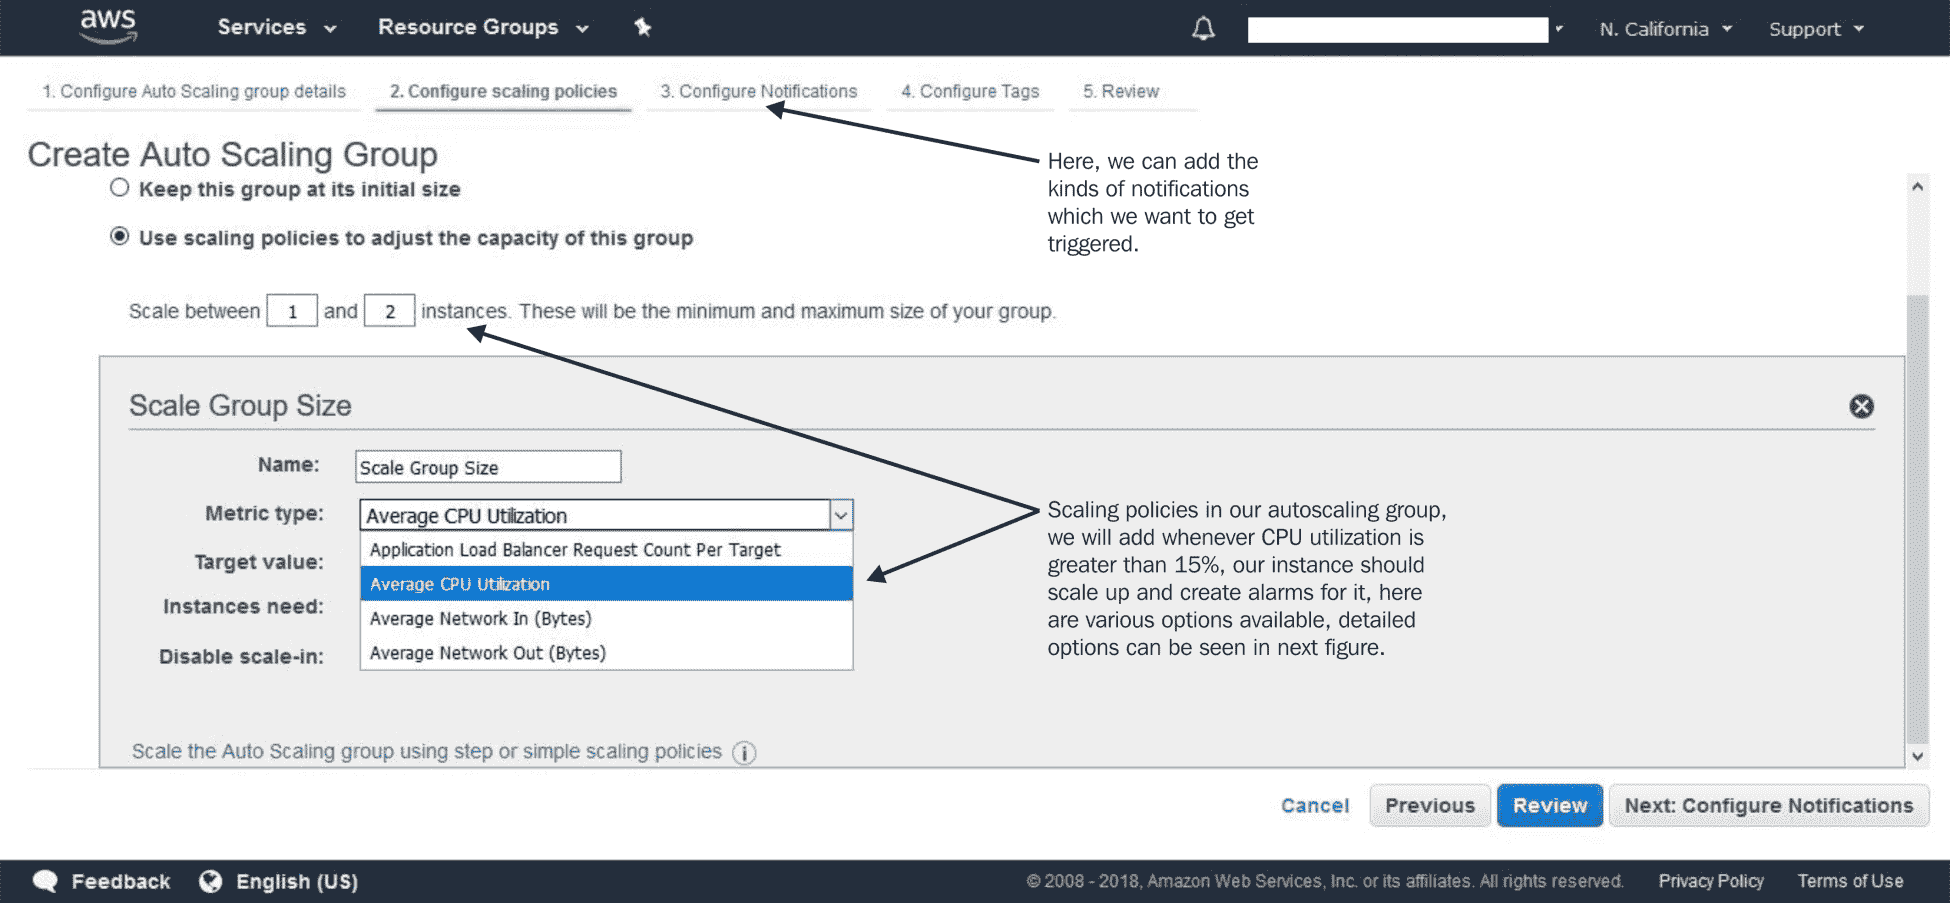 aws Services Resource Groups N. California Support
1. Configure Auto Scaling group details 2. Configure scaling policies 3. Configure Notifications 4. Configure Tags 5. Review
Create Auto Scaling Group
Keep this group at its initial size
Use scaling policies to adjust the capacity of this group
Here, we can add the
kinds of notifications
which we want to get
triggered.
Scale between 1 and 2 instances. These will be the minimum and maximum size of your group.
Scale Group Size
Name: Scale Group Size
Metric type: Average CPU Utilization
Application Load Balancer Request Count Per Target
Target value:
Average CPU Utilization
Instances need:
Average Network In (Bytes)
Disable scale-in:
Average Network Out (Bytes)
Scaling policies in our autoscaling group,
we will add whenever CPU utilization is
greater than 15%, our instance should
scale up and create alarms for it, here
are various options available, detailed
options can be seen in next figure.
Scale the Auto Scaling group using step or simple scaling policies i
Cancel Previous Review Next: Configure Notifications
Feedback English (US) © 2008 - 2018, Amazon Web Services, Inc. or its affiliates. All rights reserved. Privacy Policy Terms of Use